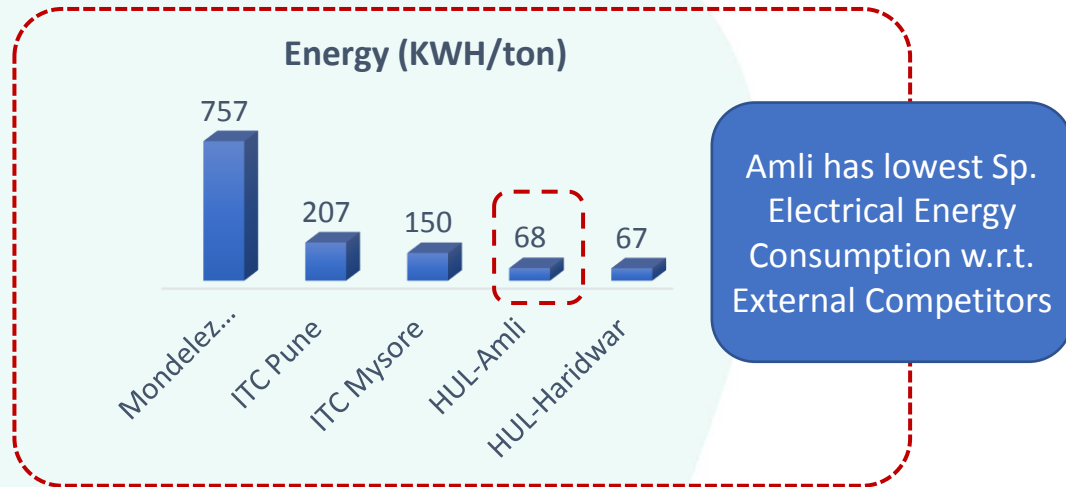 Energy (KWH/ton)
757
207
150
68
67
Mondelez...
ITC Pune
ITC Mysore
HUL-Amli
HUL-Haridwar
Amli has lowest Sp.
Electrical Energy
Consumption w.r.t.
External Competitors